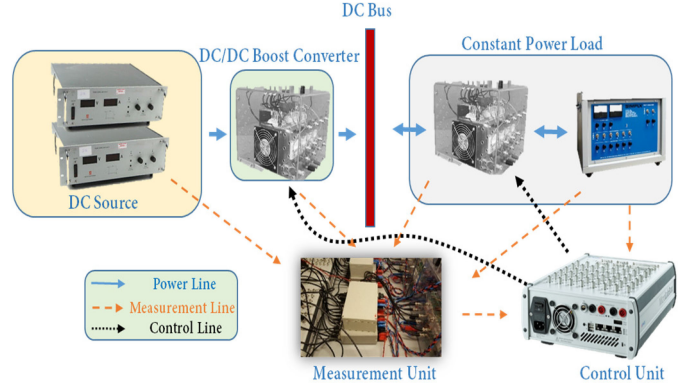 DC Bus
DC/DC Boost Converter
Constant Power Load
DC Source
Power Line
Measurement Line
Control Line
Measurement Unit
Control Unit